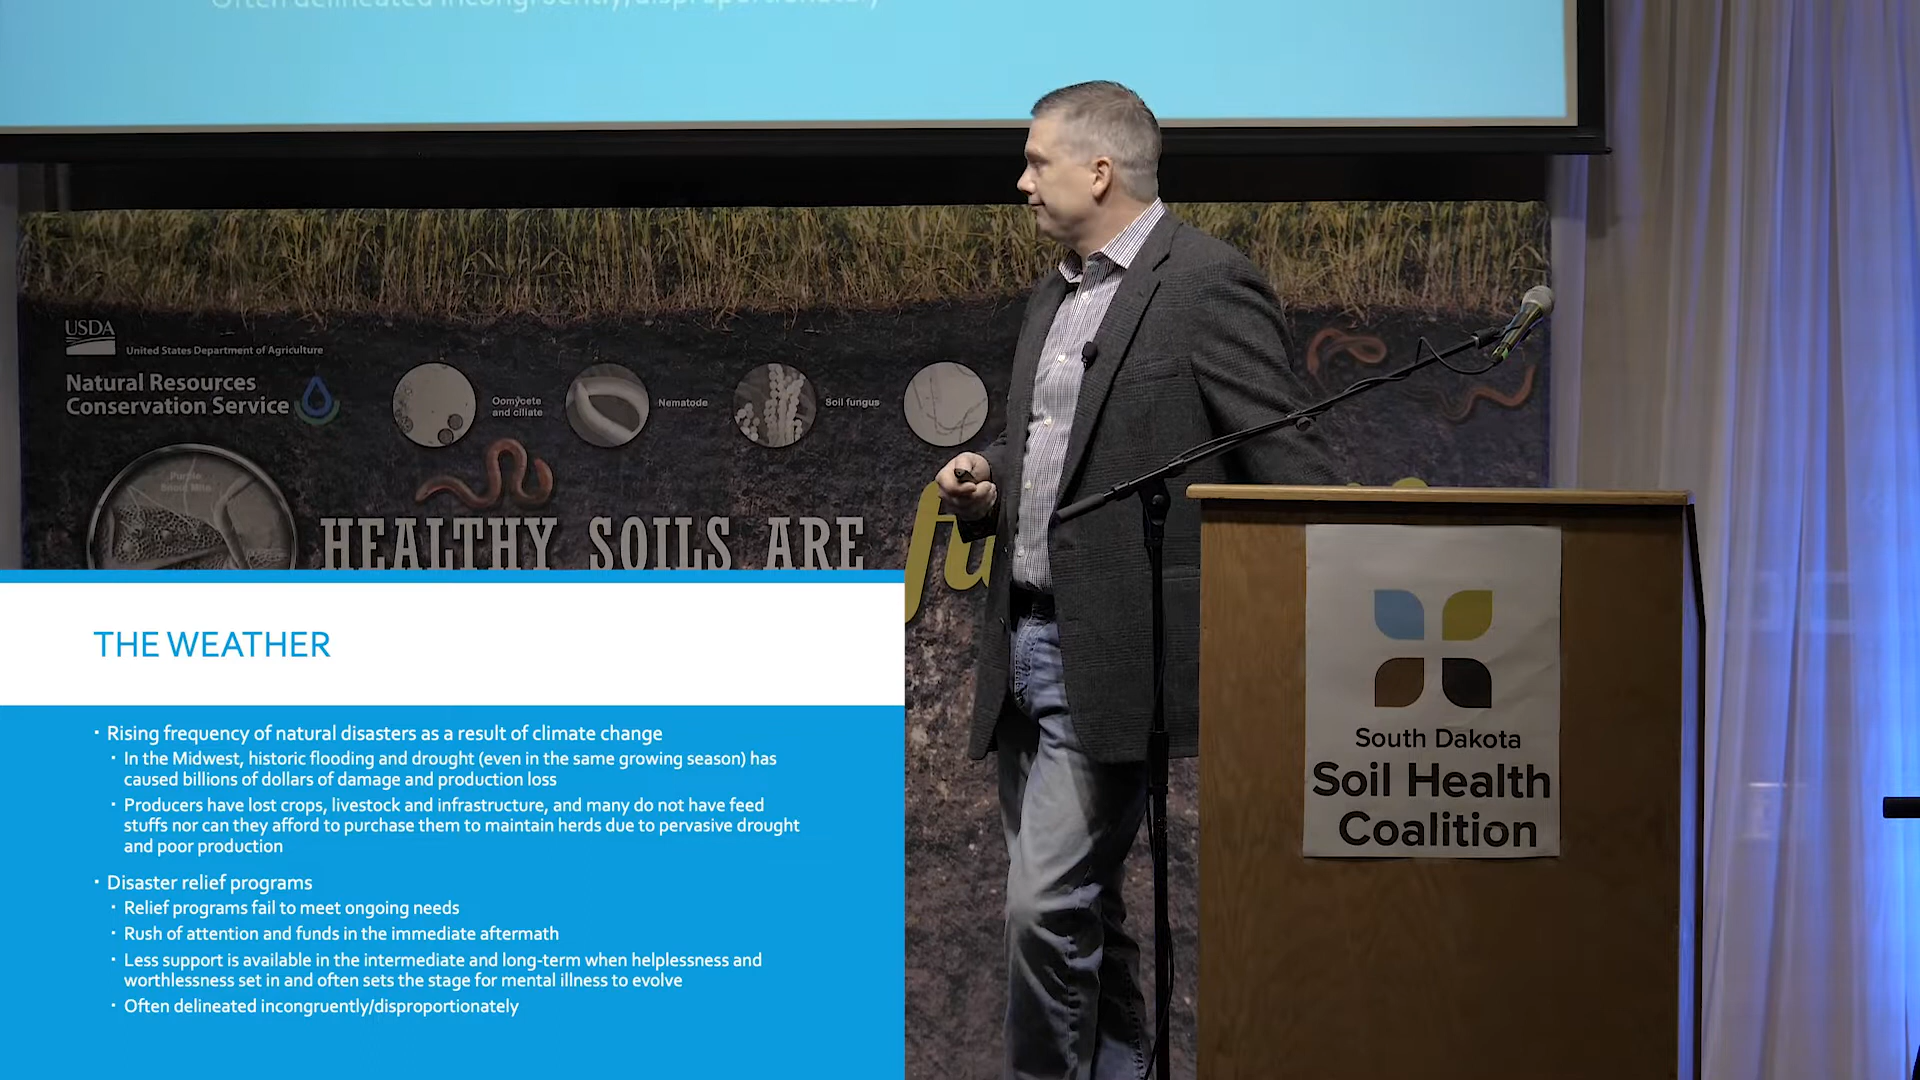 Often delineated incongruently/disproportionately
USDA
United States Department of Agriculture
Natural Resources
Conservation Service
Oomycete
and ciliate
Nematode
Soil fungus
Purple
HEALTHY SOILS ARE
fu
THE WEATHER
· Rising frequency of natural disasters as a result of climate change
· In the Midwest, historic flooding and drought (even in the same growing season) has
caused billions of dollars of damage and production loss
· Producers have lost crops, livestock and infrastructure, and many do not have feed
stuffs nor can they afford to purchase them to maintain herds due to pervasive drought
and poor production
· Disaster relief programs
· Relief programs fail to meet ongoing needs
· Rush of attention and funds in the immediate aftermath
· Less support is available in the intermediate and long-term when helplessness and
worthlessness set in and often sets the stage for mental illness to evolve
· Often delineated incongruently/disproportionately
South Dakota
Soil Health
Coalition